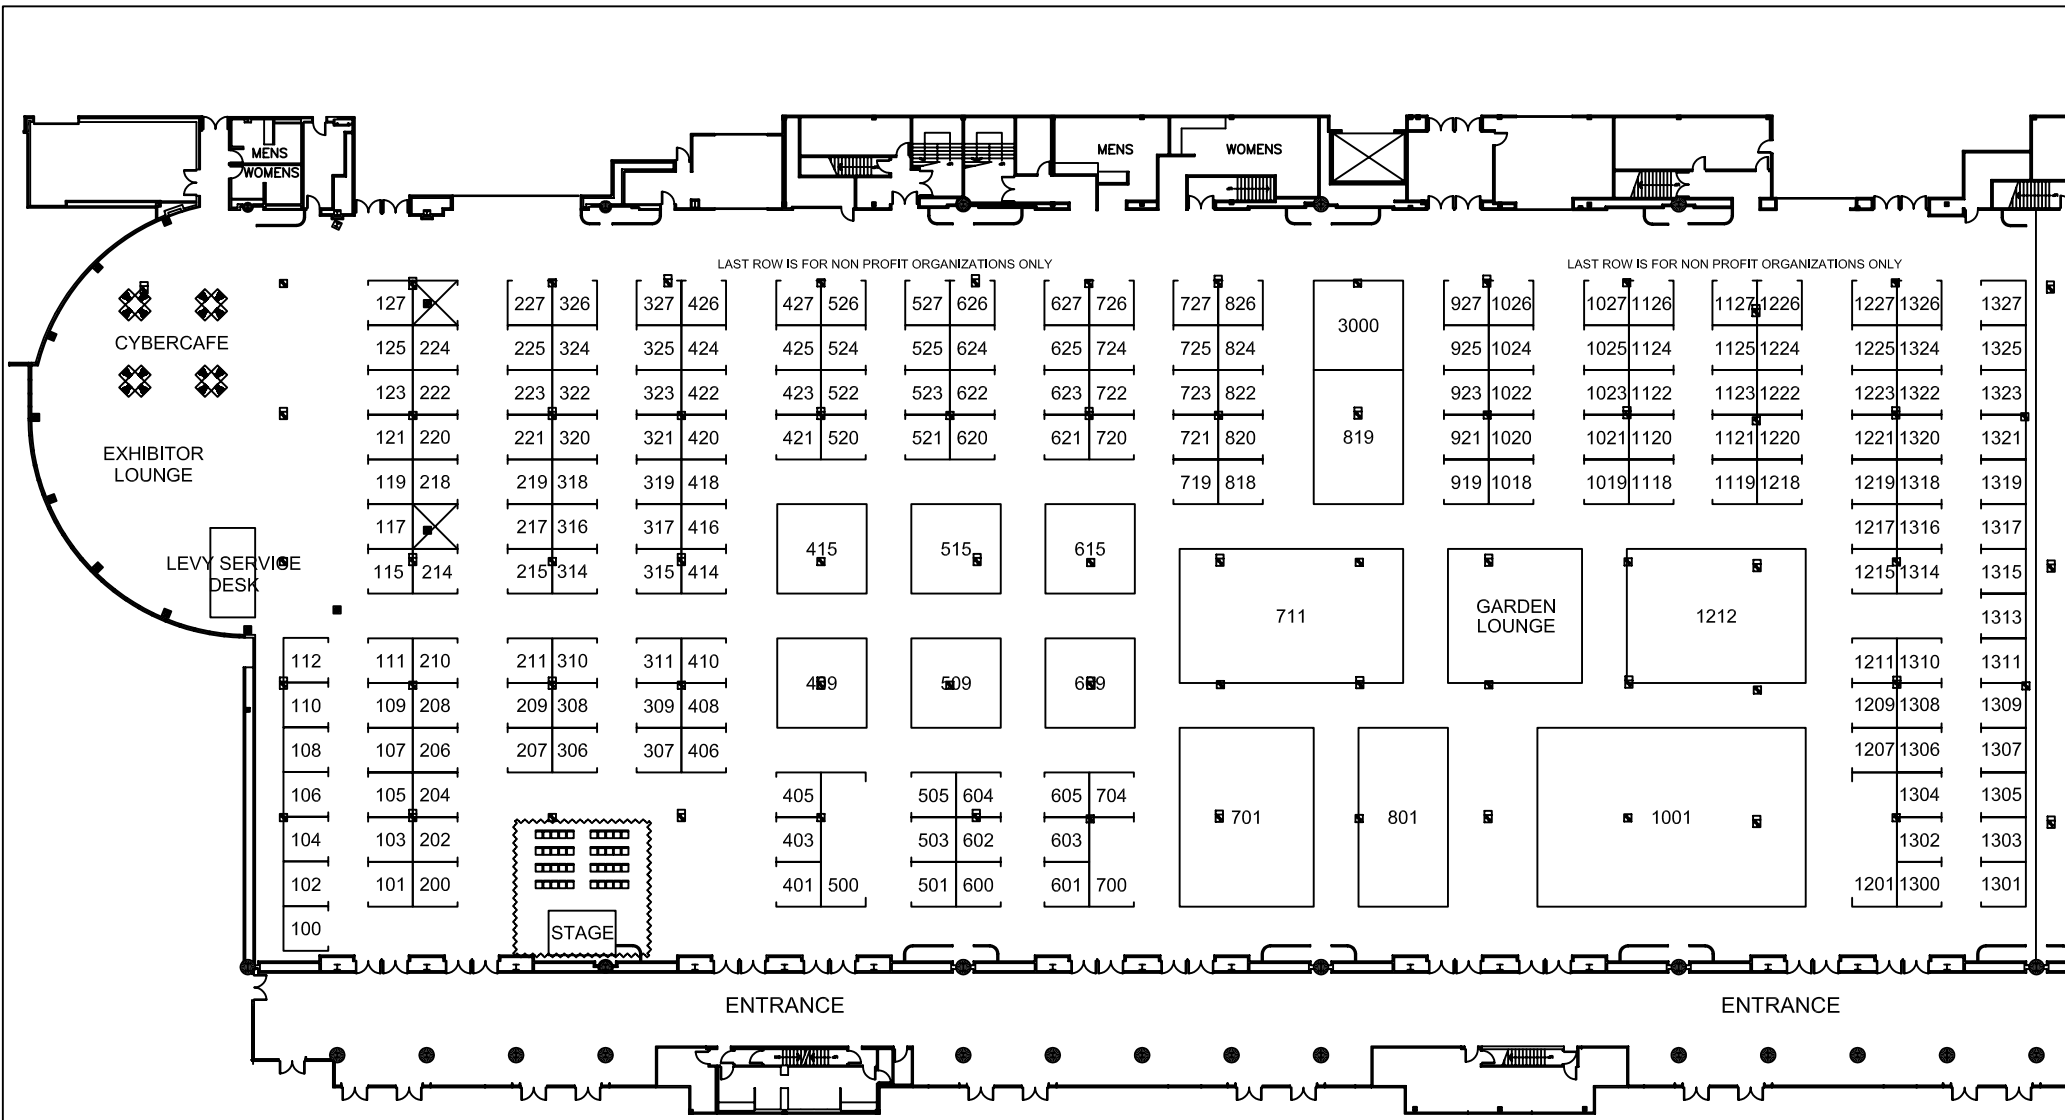 MENS
WOMENS
MENS
WOMENS
LAST ROW IS FOR NON PROFIT ORGANIZATIONS ONLY
LAST ROW IS FOR NON PROFIT ORGANIZATIONS ONLY
127 227 326 327 426 427 526 527 626 627 726 727 826 3000 927 1026 1027 1126 1127 1226 1227 1326 1327
CYBERCAFE
125 224 225 324 325 424 425 524 525 624 625 724 725 824 925 1024 1025 1124 1125 1224 1225 1324 1325
123 222 223 322 323 422 423 522 523 622 623 722 723 822 923 1022 1023 1122 1123 1222 1223 1322 1323
121 220 221 320 321 420 421 520 521 620 621 720 721 820 819 921 1020 1021 1120 1121 1220 1221 1320 1321
EXHIBITOR
LOUNGE
119 218 219 318 319 418 719 818 919 1018 1019 1118 1119 1218 1219 1318 1319
117 217 316 317 416 1217 1316 1317
415 515 615
LEVY SERVICE
DESK
115 214 215 314 315 414 1215 1314 1315
711
GARDEN
LOUNGE
1212 1313
112 111 210 211 310 311 410 1211 1310 1311
409 509 609
110 109 208 209 308 309 408 1209 1308 1309
108 107 206 207 306 307 406 1207 1306 1307
106 105 204 405 505 604 605 704 1304 1305
701 801 1001
104 103 202 403 503 602 603 1302 1303
102 101 200 401 500 501 600 601 700 1201 1300 1301
100
STAGE
ENTRANCE
ENTRANCE